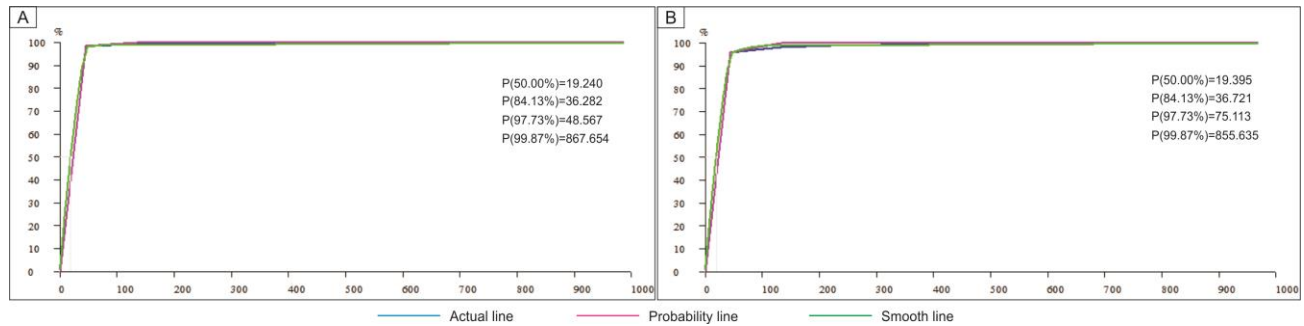 A
%
100
90
80
70
60
50
40
30
20
10
0
P(50.00%)=19.240
P(84.13%)=36.282
P(97.73%)=48.567
P(99.87%)=867.654
0 100 200 300 400 500 600 700 800 900 1000
B
%
100
90
80
70
60
50
40
30
20
10
0
P(50.00%)=19.395
P(84.13%)=36.721
P(97.73%)=75.113
P(99.87%)=855.635
0 100 200 300 400 500 600 700 800 900 1000
Actual line Probability line Smooth line